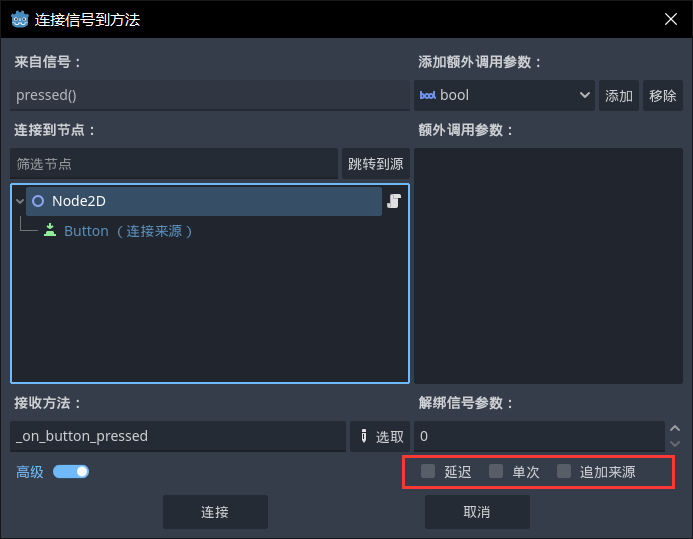 连接信号到方法
来自信号：
pressed()
连接到节点：
筛选节点
跳转到源
Node2D
Button （连接来源）
接收方法：
_on_button_pressed
选取
高级
添加额外调用参数：
bool bool
添加
移除
额外调用参数：
解绑信号参数：
0
延迟
单次
追加来源
连接
取消